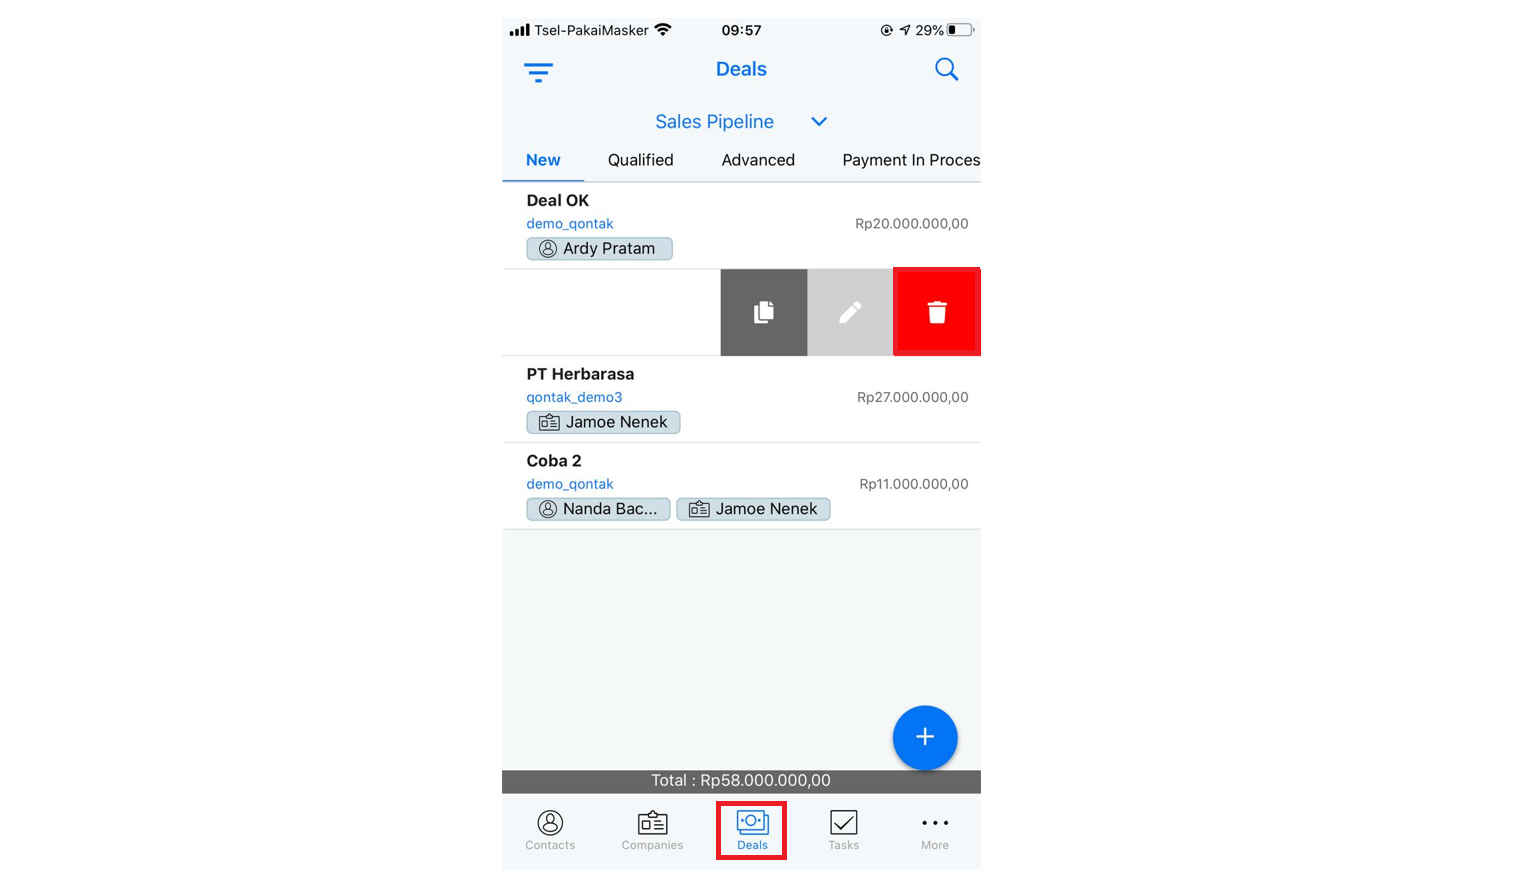 Tsel-PakaiMasker 09:57 29%
Deals
Sales Pipeline
New Qualified Advanced Payment In Proces
Deal OK
demo_qontak Rp20.000.000,00
Ardy Pratam
PT Herbarasa
qontak_demo3 Rp27.000.000,00
Jamoe Nenek
Coba 2
demo_qontak Rp11.000.000,00
Nanda Bac... Jamoe Nenek
Total : Rp58.000.000,00
Contacts Companies Deals Tasks More